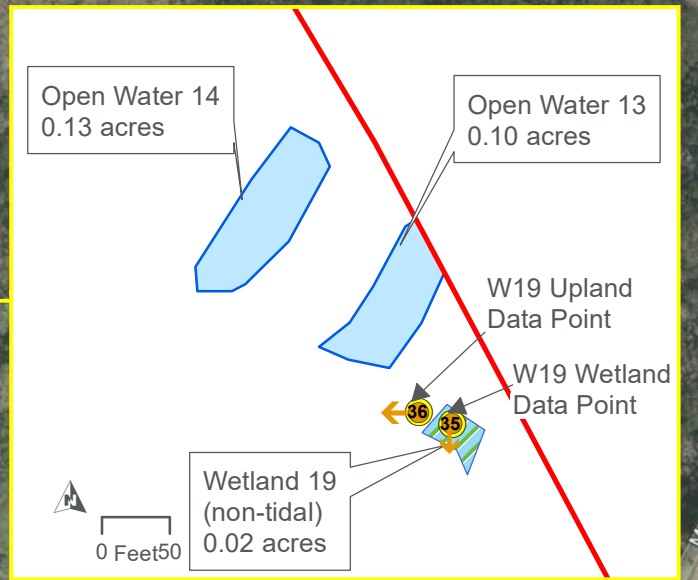 Open Water 14
0.13 acres
Open Water 13
0.10 acres
W19 Upland
Data Point
W19 Wetland
Data Point
36
35
Wetland 19
(non-tidal)
0.02 acres
N
0 Feet50